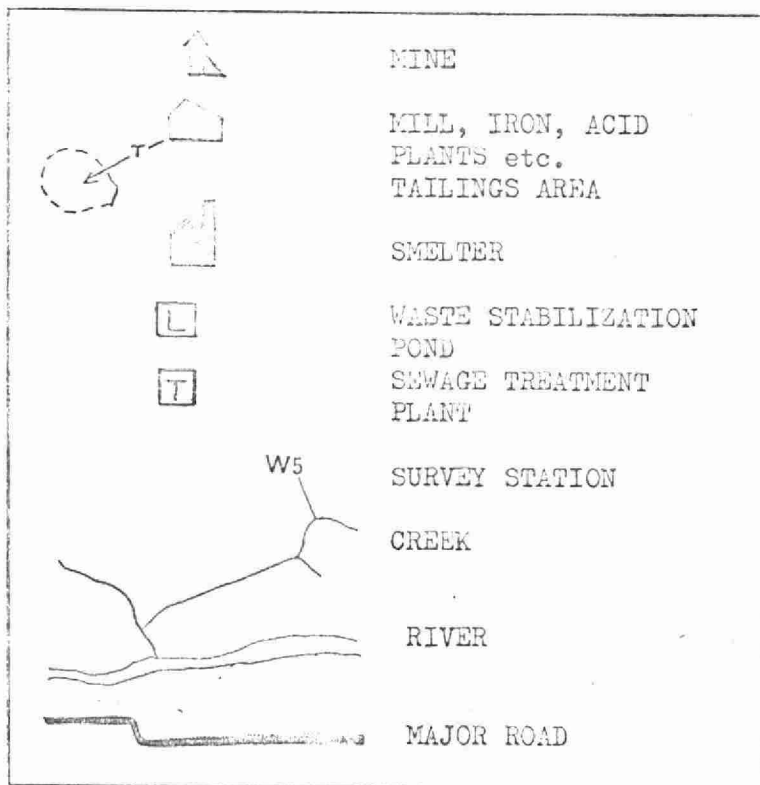 MINE
MILL, IRON, ACID
PLANTS etc.
T
TAILINGS AREA
SMELTER
L
WASTE STABILIZATION
POND
T
SEWAGE TREATMENT
PLANT
W5
SURVEY STATION
CREEK
RIVER
MAJOR ROAD